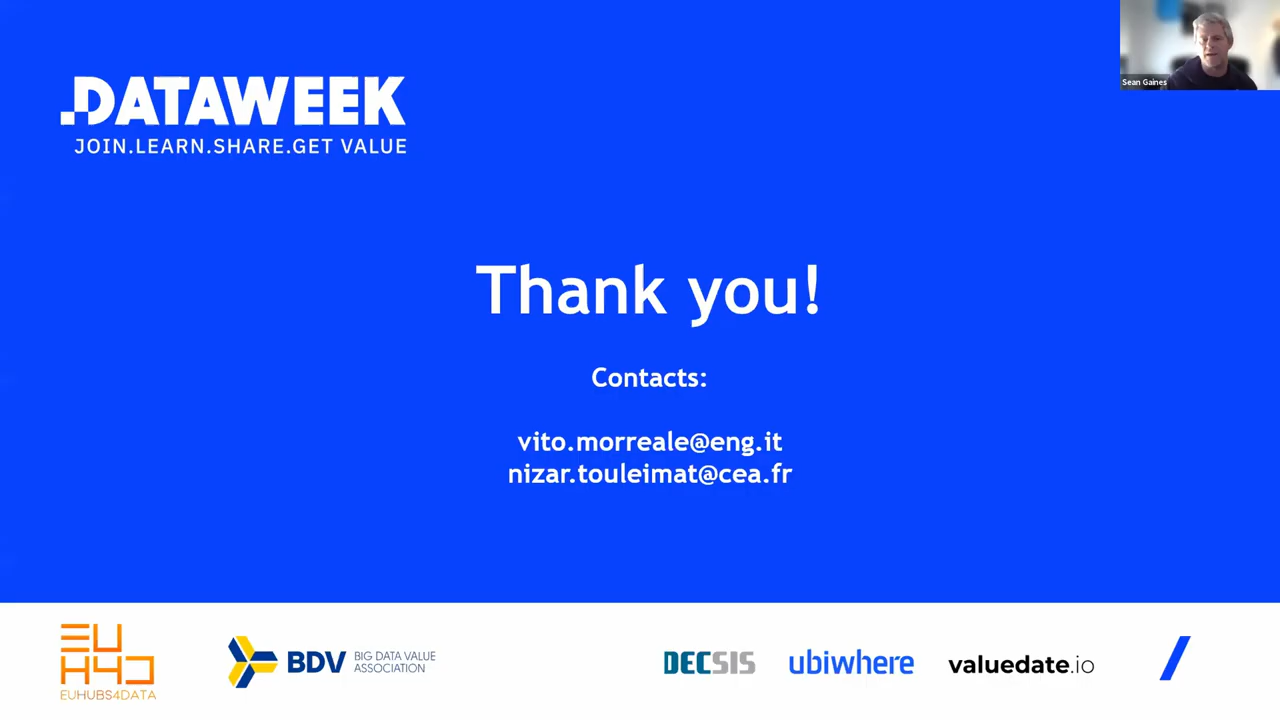 .DATAWEEK
JOIN.LEARN.SHARE.GET VALUE
Sean Gaines
Thank you!
Contacts:
vito.morreale@eng.it
nizar.touleimat@cea.fr
EU
H4D
EUHUBS4DATA
BDV
BIG DATA VALUE
ASSOCIATION
DECSIS
ubiwhere
valuedate.io